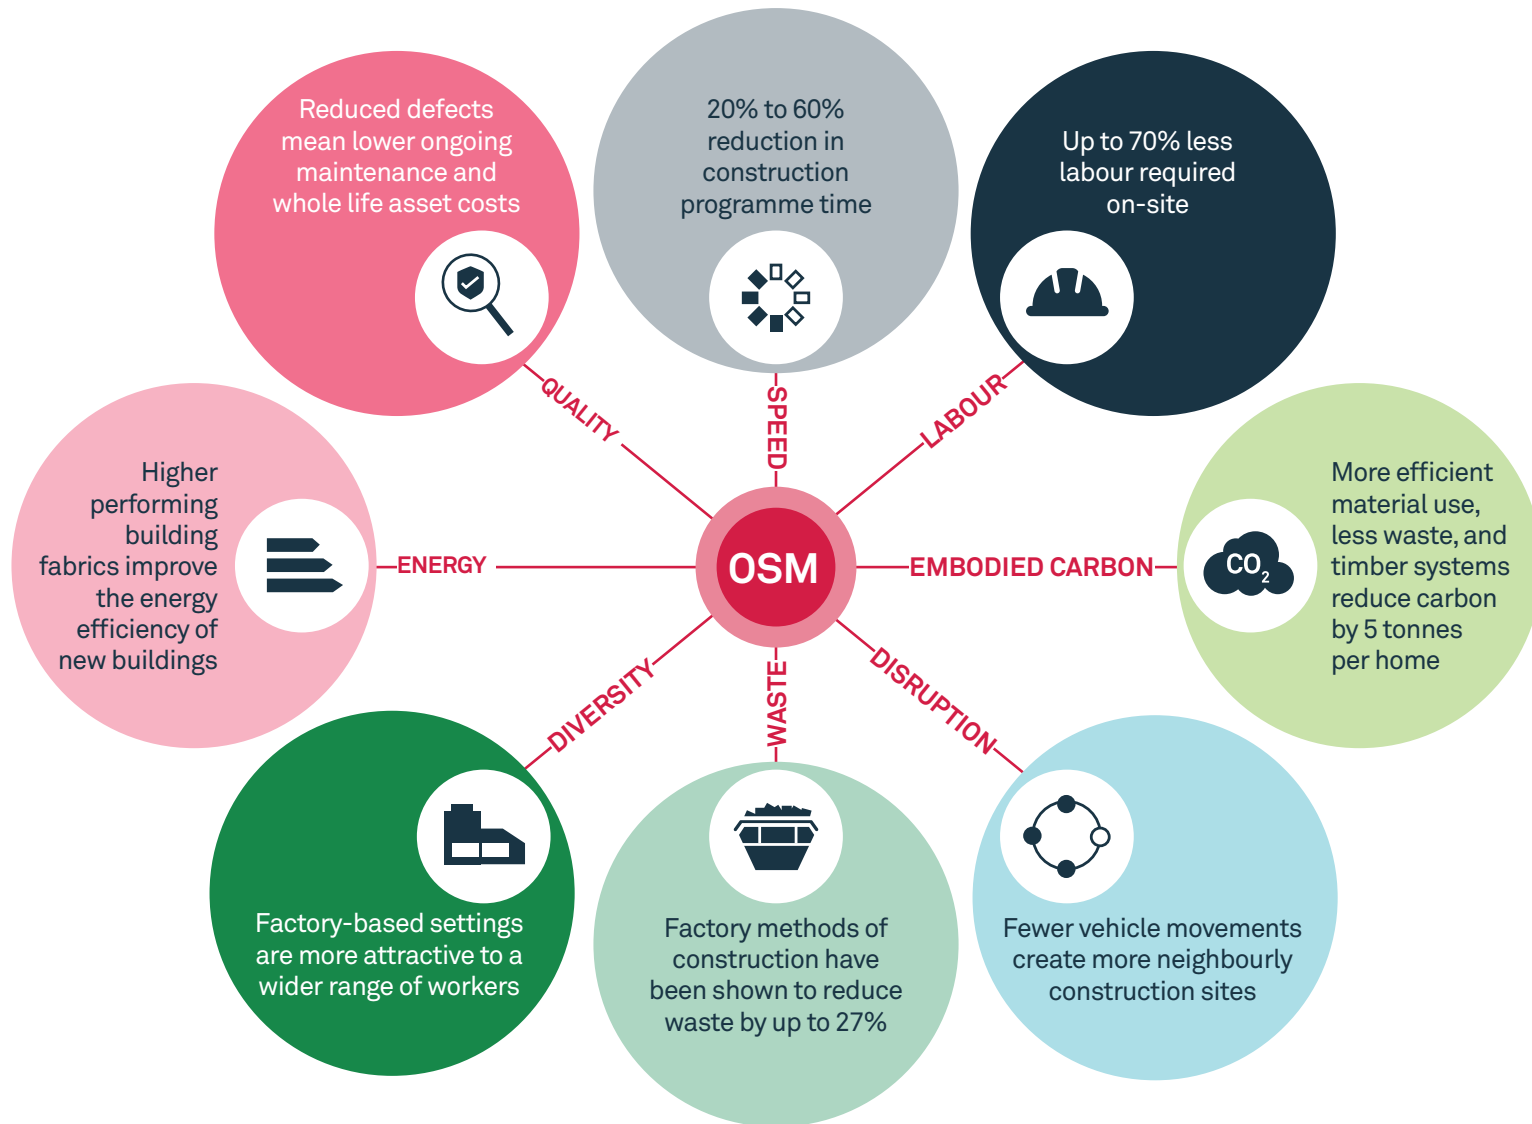 Reduced defects
mean lower ongoing
maintenance and
whole life asset costs
20% to 60%
reduction in
construction
programme time
Up to 70% less
labour required
on-site
QUALITY
SPEED
LABOUR
Higher
performing
building
fabrics improve
the energy
efficiency of
new buildings
ENERGY
OSM
EMBODIED CARBON
CO₂
More efficient
material use,
less waste, and
timber systems
reduce carbon
by 5 tonnes
per home
DIVERSITY
WASTE
DISRUPTION
Factory-based settings
are more attractive to a
wider range of workers
Factory methods of
construction have
been shown to reduce
waste by up to 27%
Fewer vehicle movements
create more neighbourly
construction sites